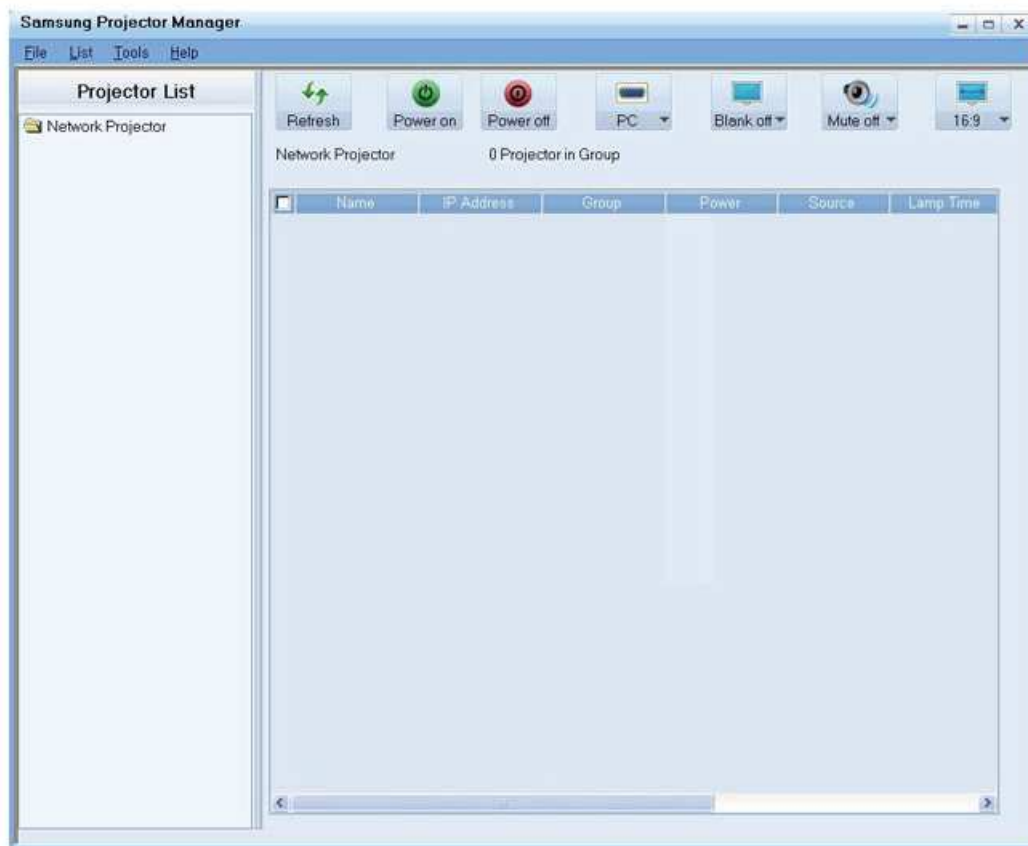 Samsung Projector Manager
File List Tools Help
Projector List
Network Projector
Refresh Power on Power off PC Blank off Mute off 16:9
Network Projector 0 Projector in Group
Name IP Address Group Power Source Lamp Time